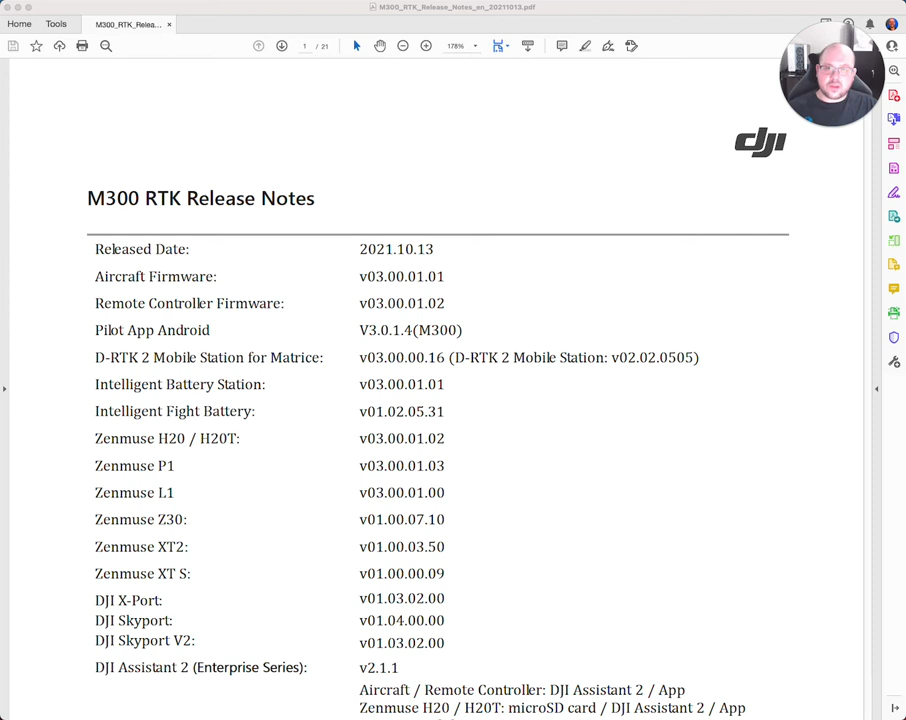 M300_RTK_Release_Notes_en_20211013.pdf
Home Tools M300_RTK_Relea... ×
1 / 21 178%
dji
M300 RTK Release Notes
Released Date: 2021.10.13
Aircraft Firmware: v03.00.01.01
Remote Controller Firmware: v03.00.01.02
Pilot App Android V3.0.1.4(M300)
D-RTK 2 Mobile Station for Matrice: v03.00.00.16 (D-RTK 2 Mobile Station: v02.02.0505)
Intelligent Battery Station: v03.00.01.01
Intelligent Fight Battery: v01.02.05.31
Zenmuse H20 / H20T: v03.00.01.02
Zenmuse P1 v03.00.01.03
Zenmuse L1 v03.00.01.00
Zenmuse Z30: v01.00.07.10
Zenmuse XT2: v01.00.03.50
Zenmuse XT S: v01.00.00.09
DJI X-Port: v01.03.02.00
DJI Skyport: v01.04.00.00
DJI Skyport V2: v01.03.02.00
DJI Assistant 2 (Enterprise Series): v2.1.1
Aircraft / Remote Controller: DJI Assistant 2 / App
Zenmuse H20 / H20T: microSD card / DJI Assistant 2 / App